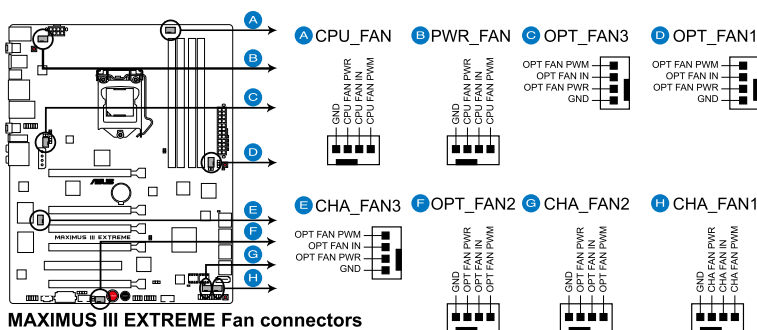 A
B
C
D
E
F
G
H
/SUS
MAXIMUS III EXTREME
A CPU_FAN
GND
CPU FAN PWR
CPU FAN IN
CPU FAN PWM
B PWR_FAN
GND
CPU FAN PWR
CPU FAN IN
CPU FAN PWM
C OPT_FAN3
OPT FAN PWM
OPT FAN IN
OPT FAN PWR
GND
D OPT_FAN1
OPT FAN PWM
OPT FAN IN
OPT FAN PWR
GND
E CHA_FAN3
OPT FAN PWM
OPT FAN IN
OPT FAN PWR
GND
F OPT_FAN2
GND
OPT FAN PWR
OPT FAN IN
OPT FAN PWR
G CHA_FAN2
GND
OPT FAN PWR
OPT FAN IN
OPT FAN PWM
H CHA_FAN1
GND
CHA FAN PWR
CHA FAN IN
CHA FAN PWM
MAXIMUS III EXTREME Fan connectors